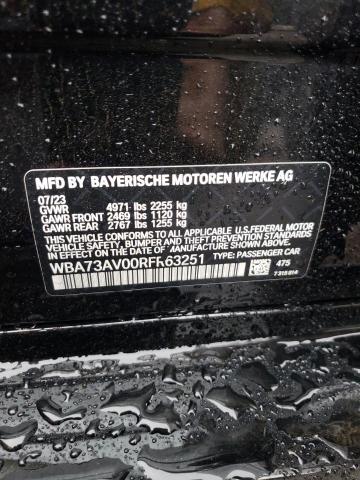 MFD BY BAYERISCHE MOTOREN WERKE AG
07/23
GVWR 4971 lbs 2255 kg
GAWR FRONT 2469 lbs 1120 kg
GAWR REAR 2767 lbs 1255 kg
THIS VEHICLE CONFORMS TO ALL APPLICABLE U.S.FEDERAL MOTOR
VEHICLE SAFETY, BUMPER, AND THEFT PREVENTION STANDARDS
IN EFFECT ON THE DATE OF MANUFACTURE SHOWN ABOVE.
TYPE: PASSENGER CAR
475